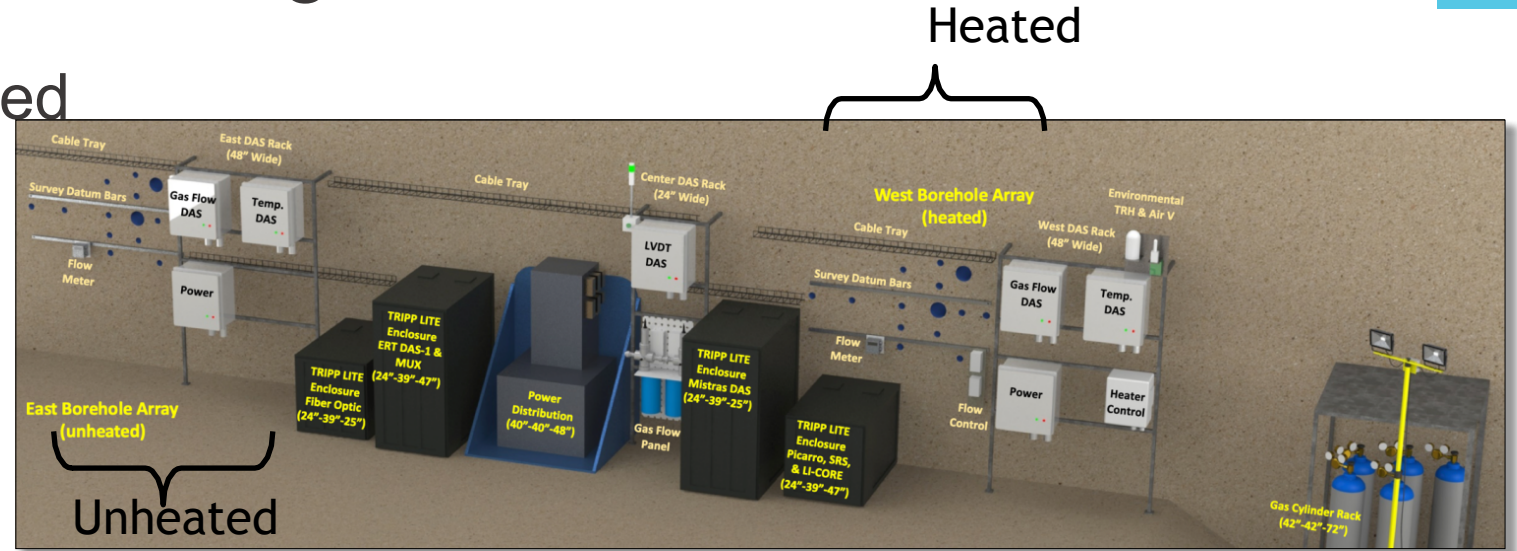 Heated
ed
Cable Tray
East DAS Rack
(48" Wide)
Survey Datum Bars
Gas Flow
DAS
Temp.
DAS
Flow
Meter
Power
Cable Tray
Center DAS Rack
(24" Wide)
LVDT
DAS
TRIPP LITE
Enclosure
Fiber Optic
(24"-39"-25")
TRIPP LITE
Enclosure
ERT DAS-1 &
MUX
(24"-39"-47")
Power
Distribution
(40"-40"-48")
Gas Flow
Panel
TRIPP LITE
Enclosure
Mistras DAS
(24"-39"-25")
TRIPP LITE
Enclosure
Picarro, SRS,
& LI-CORE
(24"-39"-47")
West Borehole Array
(heated)
Cable Tray
Survey Datum Bars
Flow
Meter
Flow
Control
West DAS Rack
(48" Wide)
Environmental
TRH & Air V
Gas Flow
DAS
Temp.
DAS
Power
Heater
Control
Gas Cylinder Rack
(42"-42"-72")
East Borehole Array
(unheated)
Unheated